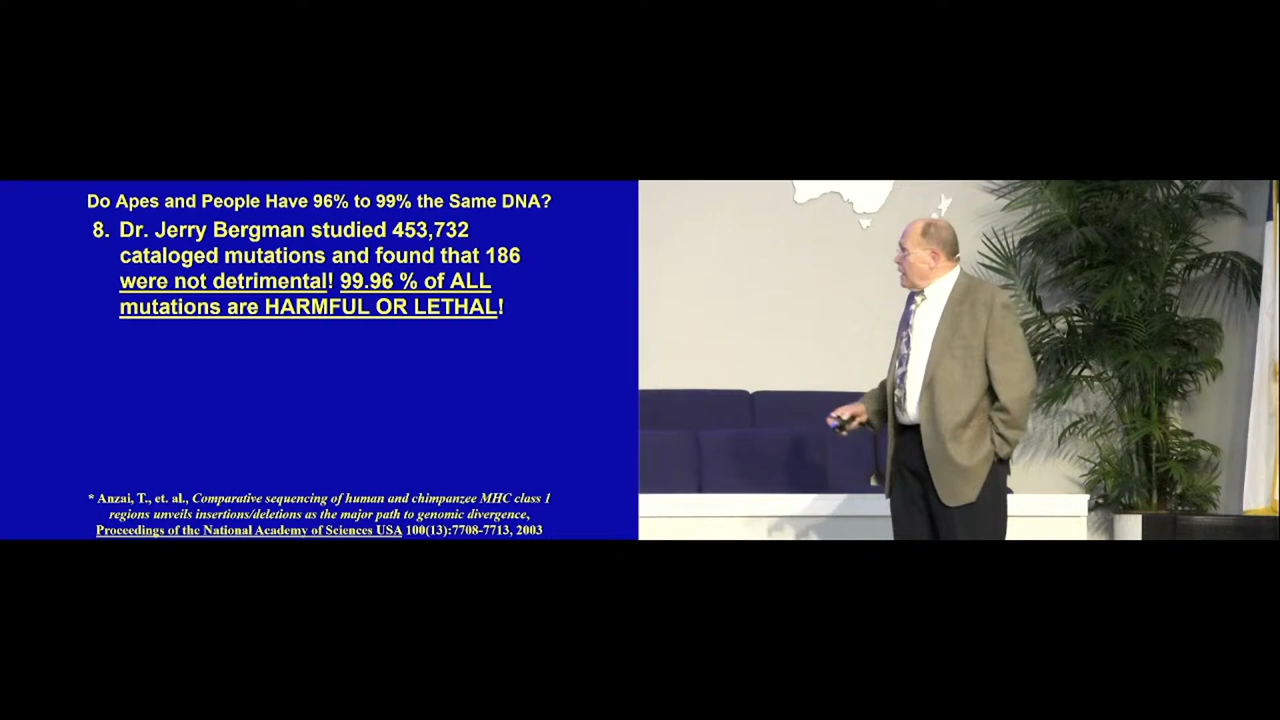 Do Apes and People Have 96% to 99% the Same DNA?
8. Dr. Jerry Bergman studied 453,732
cataloged mutations and found that 186
were not detrimental! 99.96 % of ALL
mutations are HARMFUL OR LETHAL!
* Anzai, T., et. al., Comparative sequencing of human and chimpanzee MHC class 1
regions unveils insertions/deletions as the major path to genomic divergence,
Proceedings of the National Academy of Sciences USA 100(13):7708-7713, 2003